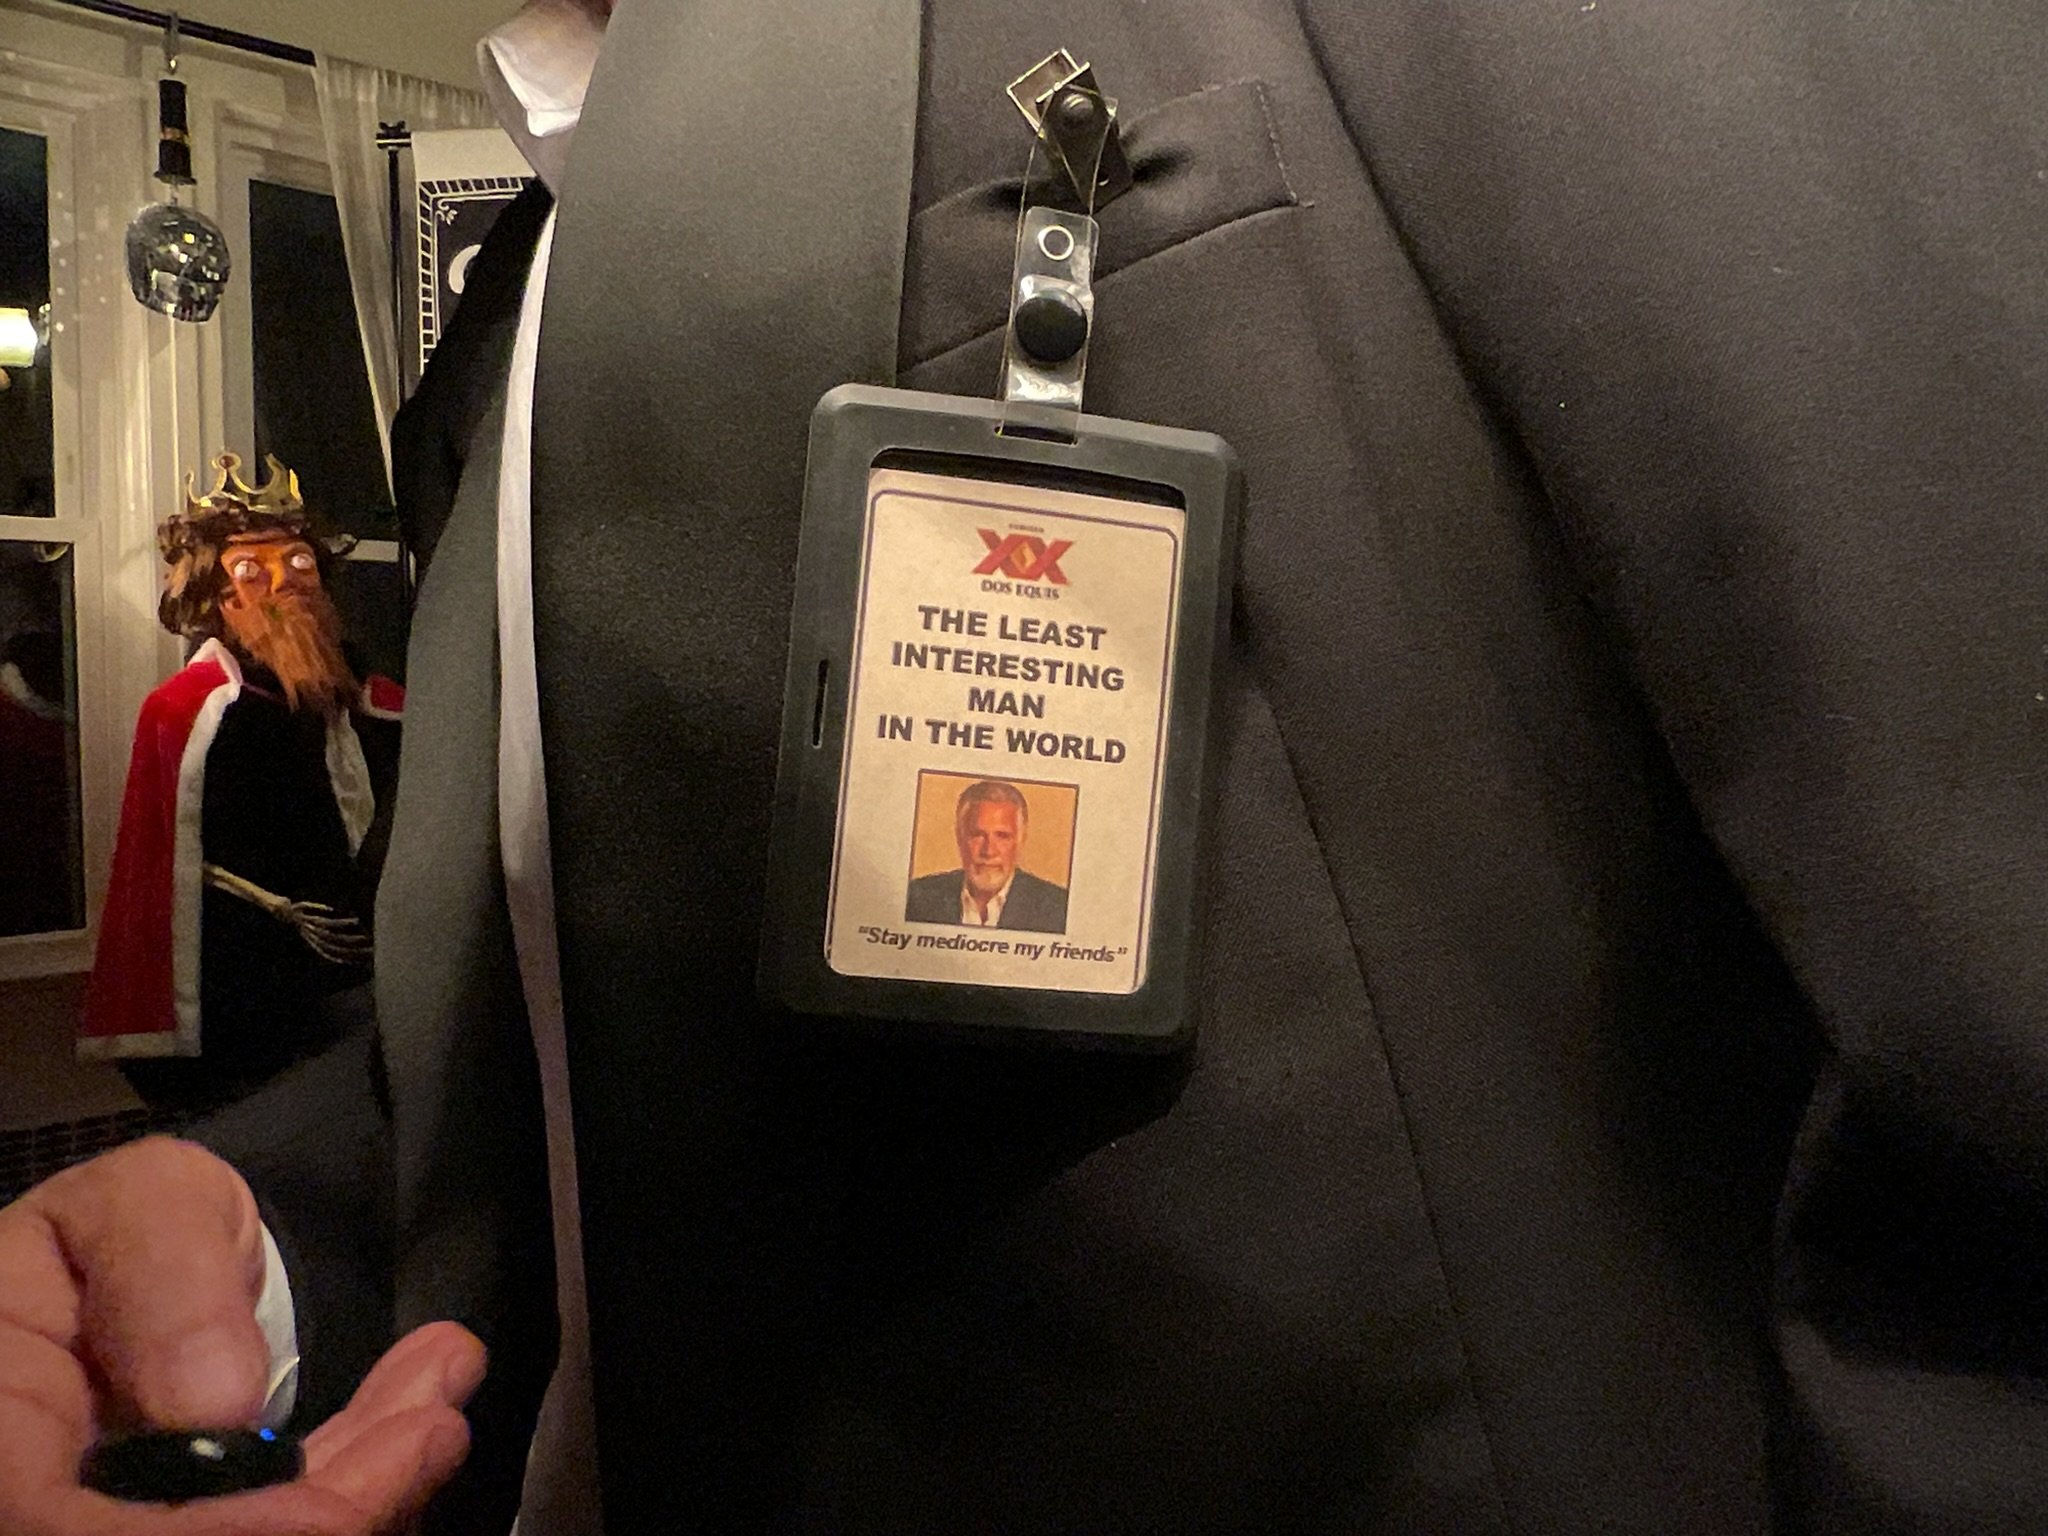 XX
DOS EQUIS
THE LEAST
INTERESTING
MAN
IN THE WORLD
"Stay mediocre my friends"